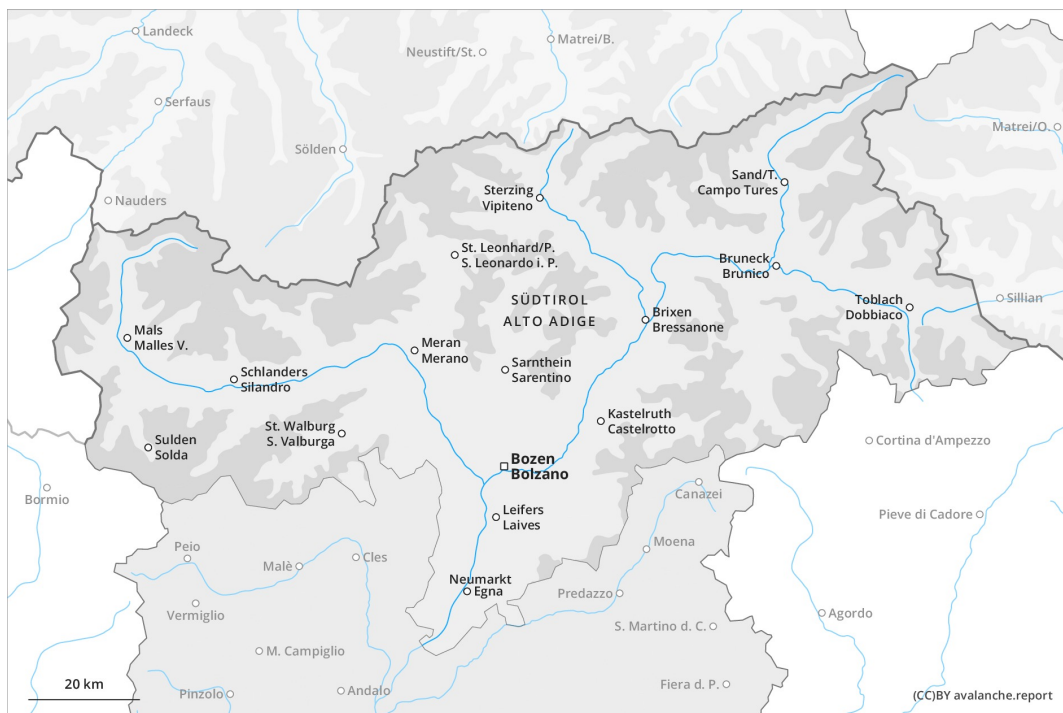 Landeck
Matrei/B.
Neustift/St.
Serfaus
Matrei/O.
Sölden
Sand/T.
Campo Tures
Sterzing
Vipiteno
Nauders
St. Leonhard/P.
S. Leonardo i. P.
Bruneck
Brunico
SÜDTIROL
ALTO ADIGE
Toblach
Dobbiaco
Sillian
Brixen
Bressanone
Mals
Malles V.
Meran
Merano
Sarnthein
Sarentino
Schlanders
Silandro
Kastelruth
Castelrotto
St. Walburg
S. Valburga
Sulden
Solda
Cortina d'Ampezzo
Bozen
Bolzano
Bormio
Canazei
Leifers
Laives
Pieve di Cadore
Peio
Cles
Malè
Moena
Neumarkt
Egna
Predazzo
Vermiglio
Agordo
S. Martino d. C.
M. Campiglio
20 km
Pinzolo
Andalo
Fiera d. P.
(CC)BY avalanche.report